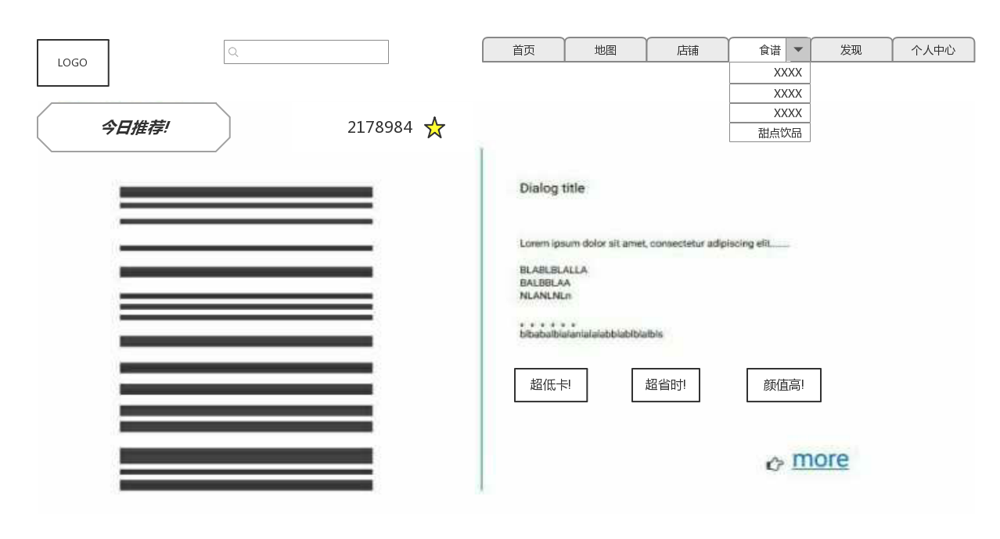 LOGO
首页 地图 店铺 食谱 发现 个人中心
XXXX
XXXX
XXXX
甜点饮品
今日推荐!
2178984
Dialog title
Lorem ipsum dolor sit amet, consectetur adipiscing elit.......
BLABLBLALLA
BALBBLAA
NLANLNLn
超低卡!
超省时!
颜值高!
more